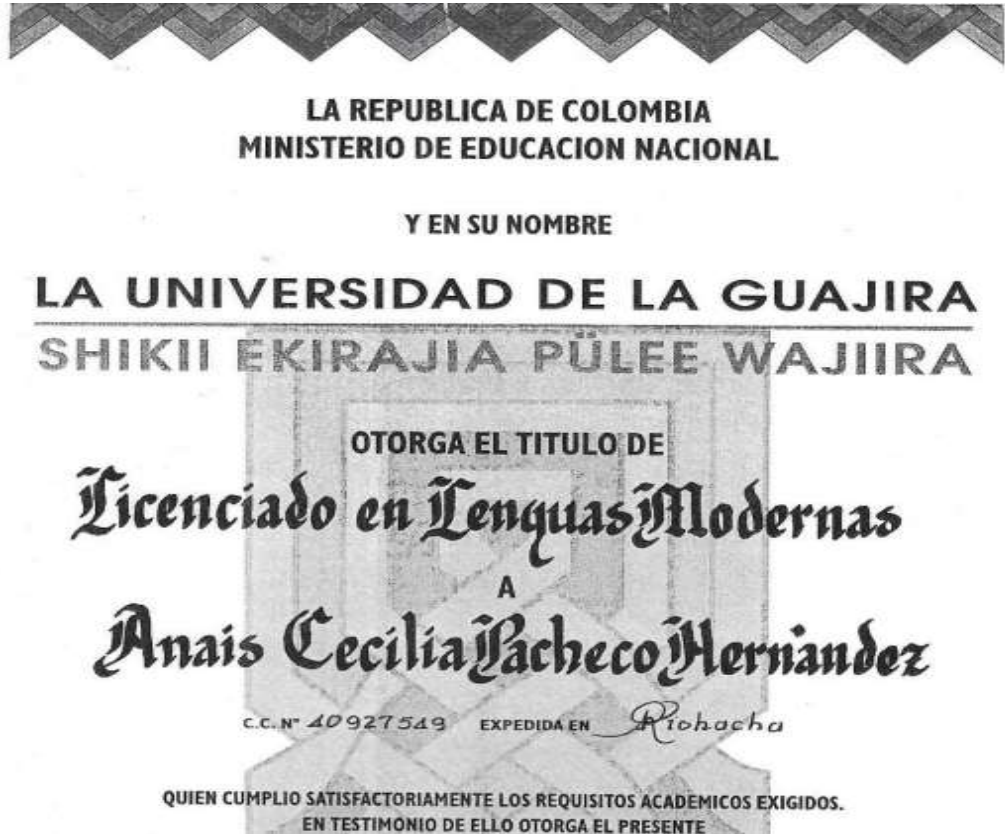 LA REPUBLICA DE COLOMBIA
MINISTERIO DE EDUCACION NACIONAL
Y EN SU NOMBRE
LA UNIVERSIDAD DE LA GUAJIRA
SHIKII EKIRAJIA PÜLEE WAJIIRA
OTORGA EL TITULO DE
Licenciado en Lenguas Modernas
A
Anais Cecilia Pacheco Hernández
C.C. N° 40927549 EXPEDIDA EN Riohacha
QUIEN CUMPLIO SATISFACTORIAMENTE LOS REQUISITOS ACADEMICOS EXIGIDOS.
EN TESTIMONIO DE ELLO OTORGA EL PRESENTE